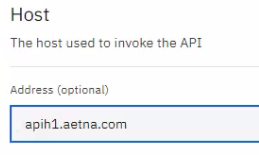 Host
The host used to invoke the API
Address (optional)
apih1.aetna.com